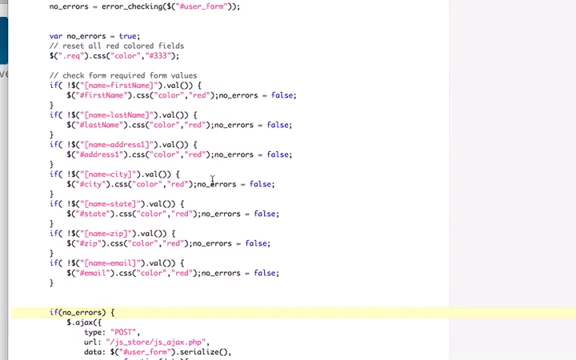 no_errors = error_checking($("#user_form"));
var no_errors = true;
// reset all red colored fields
$(".req").css("color","#333");
// check form required form values
if( !$("[name=firstName]").val()) {
$("#firstName").css("color","red");no_errors = false;
}
if( !$("[name=lastName]").val()) {
$("#lastName").css("color","red");no_errors = false;
}
if( !$("[name=address1]").val()) {
$("#address1").css("color","red");no_errors = false;
}
if( !$("[name=city]").val()) {
$("#city").css("color","red");no_errors = false;
}
if( !$("[name=state]").val()) {
$("#state").css("color","red");no_errors = false;
}
if( !$("[name=zip]").val()) {
$("#zip").css("color","red");no_errors = false;
}
if( !$("[name=email]").val()) {
$("#email").css("color","red");no_errors = false;
}
if(no_errors) {
$.ajax({
type: "POST",
url: "/js_store/js_ajax.php",
data: $("#user_form").serialize(),